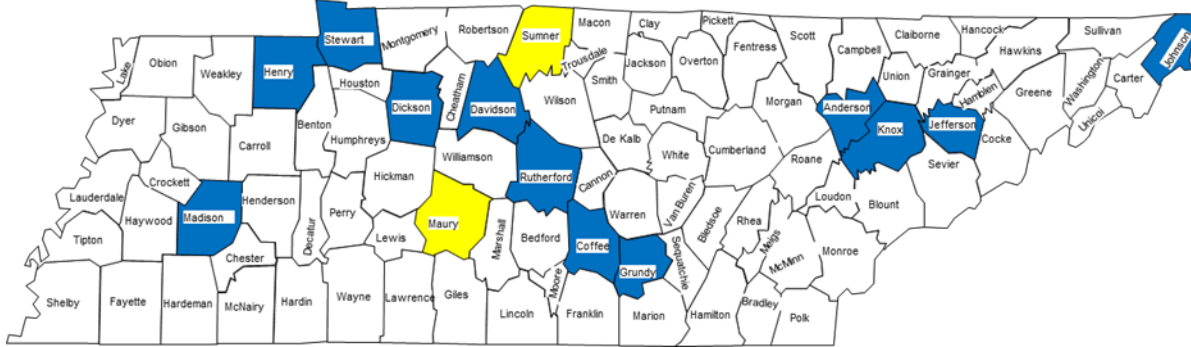 Stewart
Montgomery
Robertson
Sumner
Macon
Clay
Pickett
Scott
Campbell
Claiborne
Hancock
Hawkins
Sullivan
Johnson
Lake
Obion
Weakley
Henry
Houston
Cheatham
Trousdale
Smith
Jackson
Overton
Fentress
Morgan
Union
Grainger
Hamblen
Greene
Washington
Carter
Unicoi
Dyer
Gibson
Carroll
Benton
Humphreys
Dickson
Davidson
Wilson
Putnam
Anderson
Knox
Jefferson
Cocke
Lauderdale
Crockett
Haywood
Madison
Henderson
Decatur
Perry
Hickman
Williamson
Rutherford
Cannon
De Kalb
White
Cumberland
Roane
Loudon
Blount
Sevier
Tipton
Chester
Lewis
Maury
Marshall
Bedford
Coffee
Warren
Van Buren
Bledsoe
Rhea
Meigs
McMinn
Monroe
Shelby
Fayette
Hardeman
McNairy
Hardin
Wayne
Lawrence
Giles
Lincoln
Moore
Franklin
Grundy
Marion
Sequatchie
Hamilton
Bradley
Polk